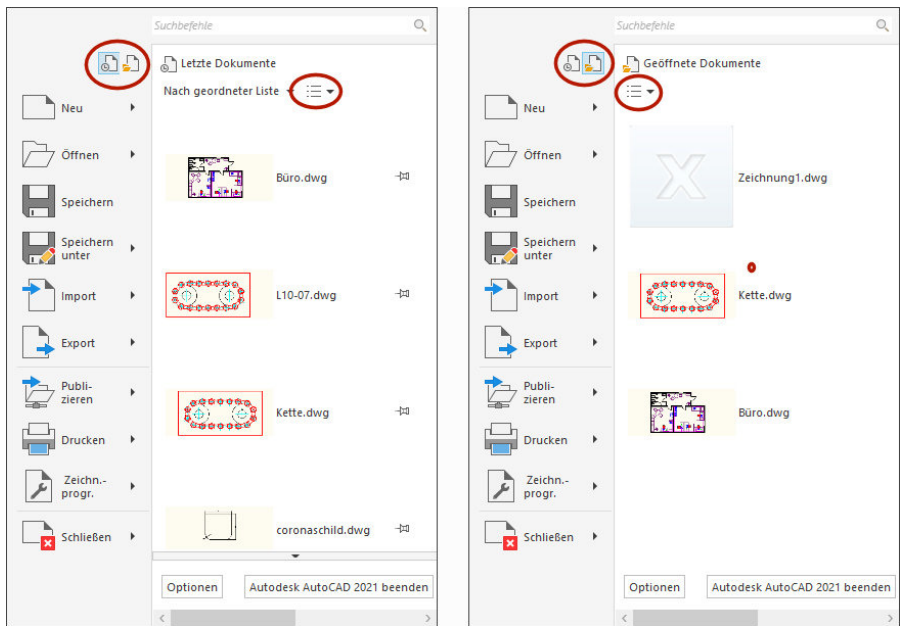 Suchbefehle
Letzte Dokumente
Nach geordneter Liste
Neu
Öffnen
Speichern
Speichern
unter
Import
Export
Publi-
zieren
Drucken
Zeichn.-
progr.
Schließen
Büro.dwg
L10-07.dwg
Kette.dwg
coronaschild.dwg
Optionen
Autodesk AutoCAD 2021 beenden
Suchbefehle
Geöffnete Dokumente
Neu
Öffnen
Speichern
Speichern
unter
Import
Export
Publi-
zieren
Drucken
Zeichn.-
progr.
Schließen
Zeichnung1.dwg
Kette.dwg
Büro.dwg
Optionen
Autodesk AutoCAD 2021 beenden